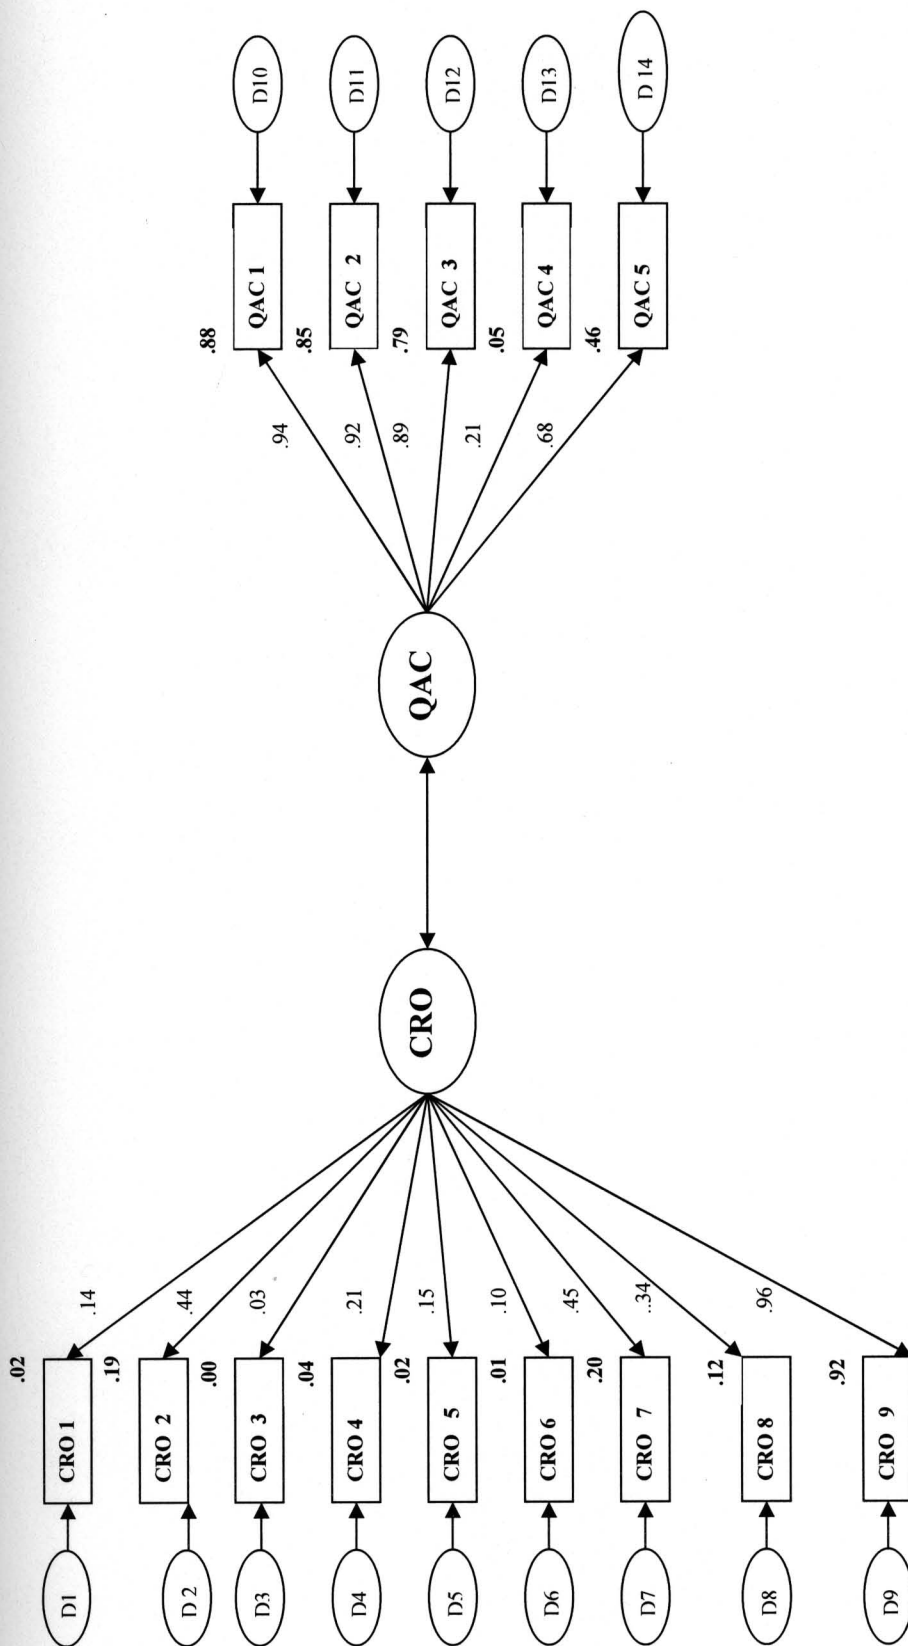 D1
CRO 1
.02
.14
D2
CRO 2
.19
.44
D3
CRO 3
.00
.03
D4
CRO 4
.04
.21
D5
CRO 5
.02
.15
D6
CRO 6
.01
.10
D7
CRO 7
.20
.45
D8
CRO 8
.12
..34
D9
CRO 9
.92
.96
CRO
QAC
.94
.88
QAC 1
D10
.92
.85
QAC 2
D11
.89
.79
QAC 3
D12
.21
.05
QAC 4
D13
.68
.46
QAC 5
D 14